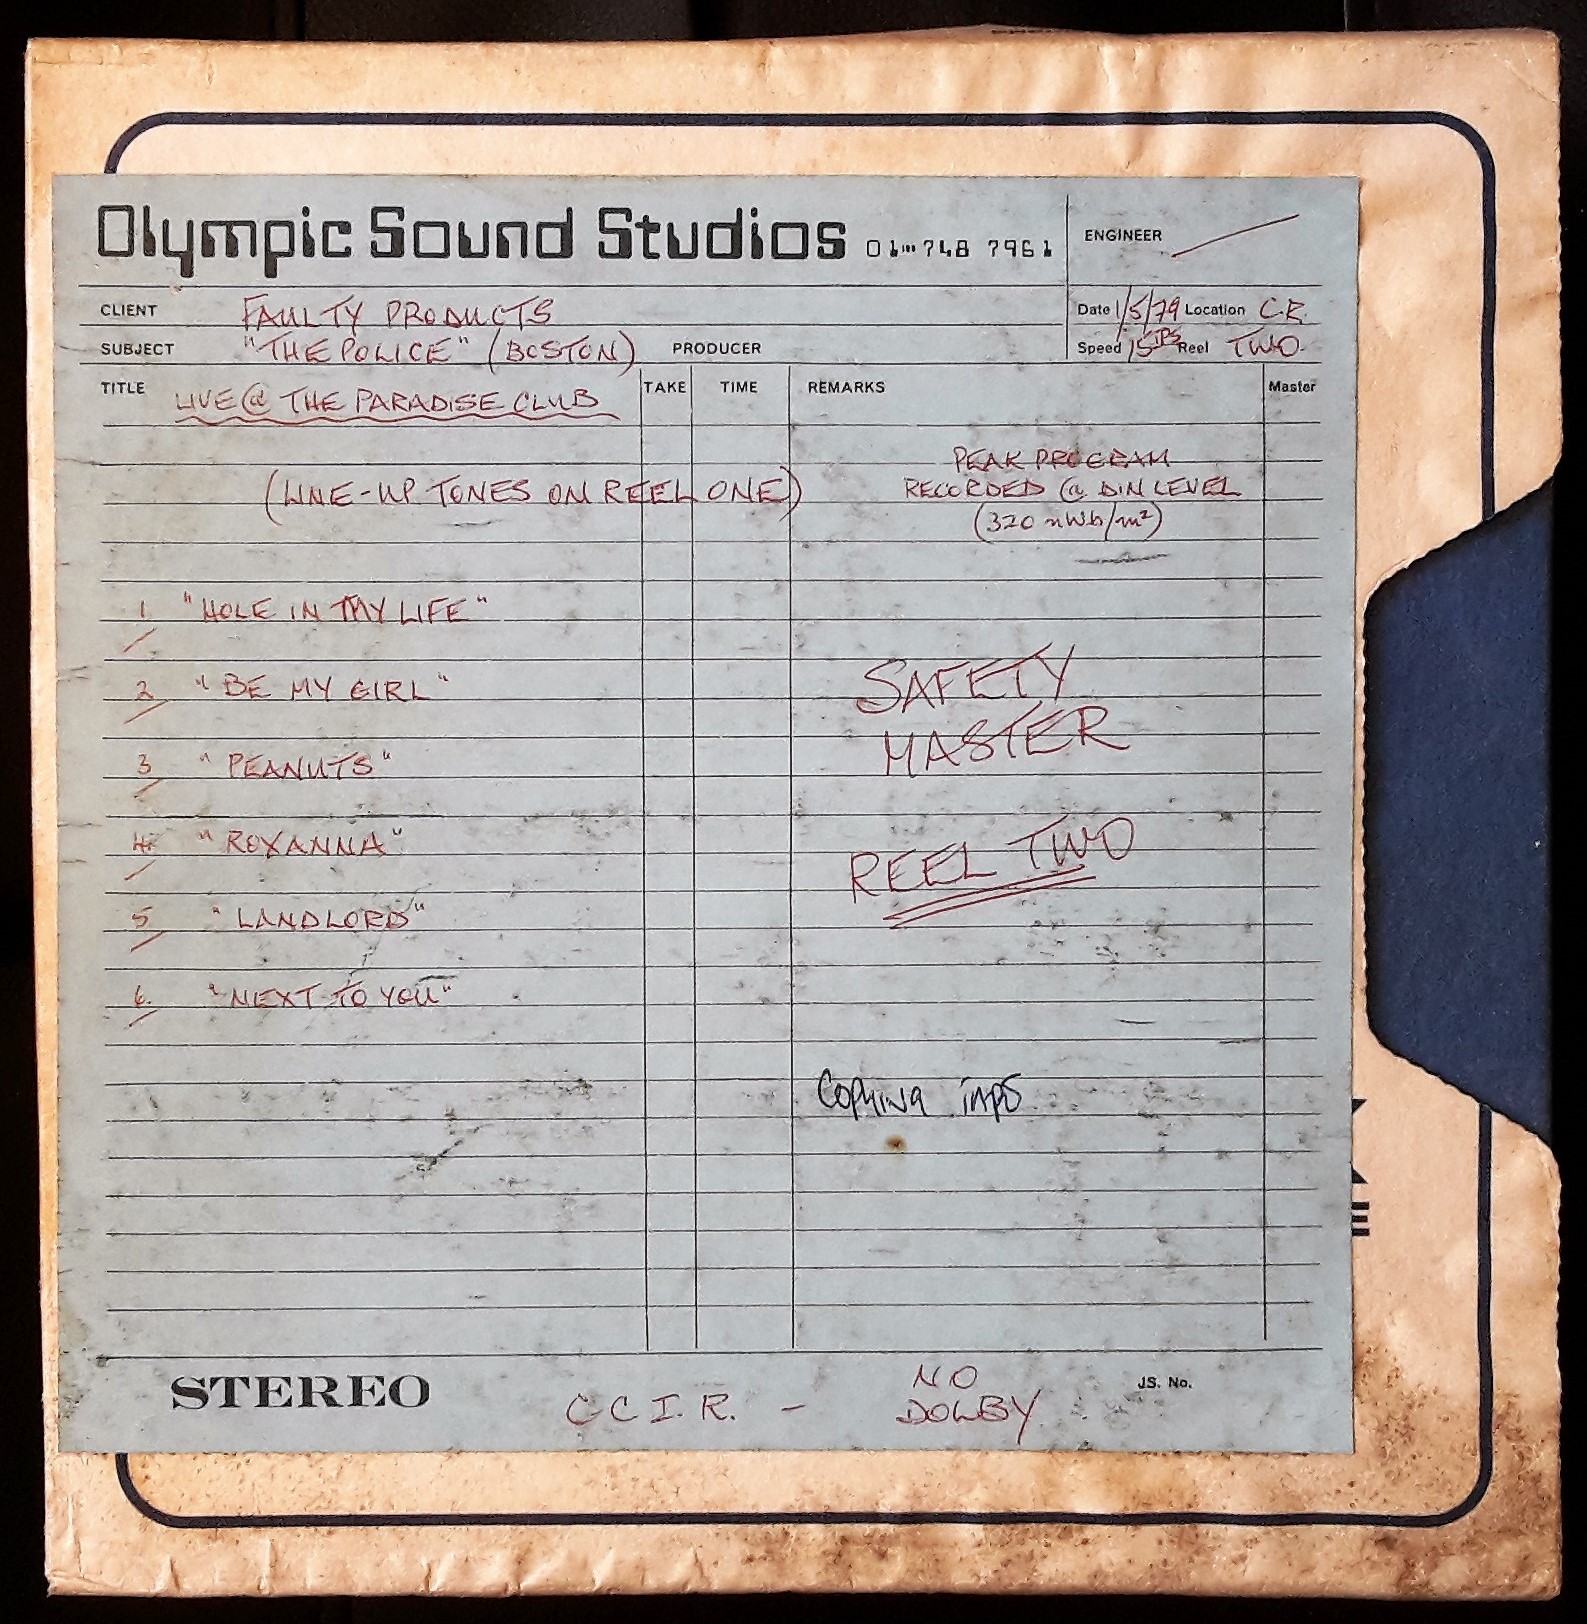 Olympic Sound Studios 01-748 7961
ENGINEER
CLIENT FAULTY PRODUCTS
Date 1/5/79 Location C.R.
SUBJECT "THE POLICE" (BOSTON) PRODUCER
Speed 15 IPS Reel TWO
TITLE LIVE @ THE PARADISE CLUB TAKE TIME REMARKS Master
PEAK PROGRAM
(LINE-UP TONES ON REEL ONE) RECORDED @ DIN LEVEL
(320 nWb/m²)
1 "HOLE IN MY LIFE"
2 "BE MY GIRL" SAFETY
MASTER
3 "PEANUTS"
4. "ROXANNA" REEL TWO
5 "LANDLORD"
6. "NEXT TO YOU"
COPYING
STEREO C C I. R. - NO DOLBY JS. No.
E